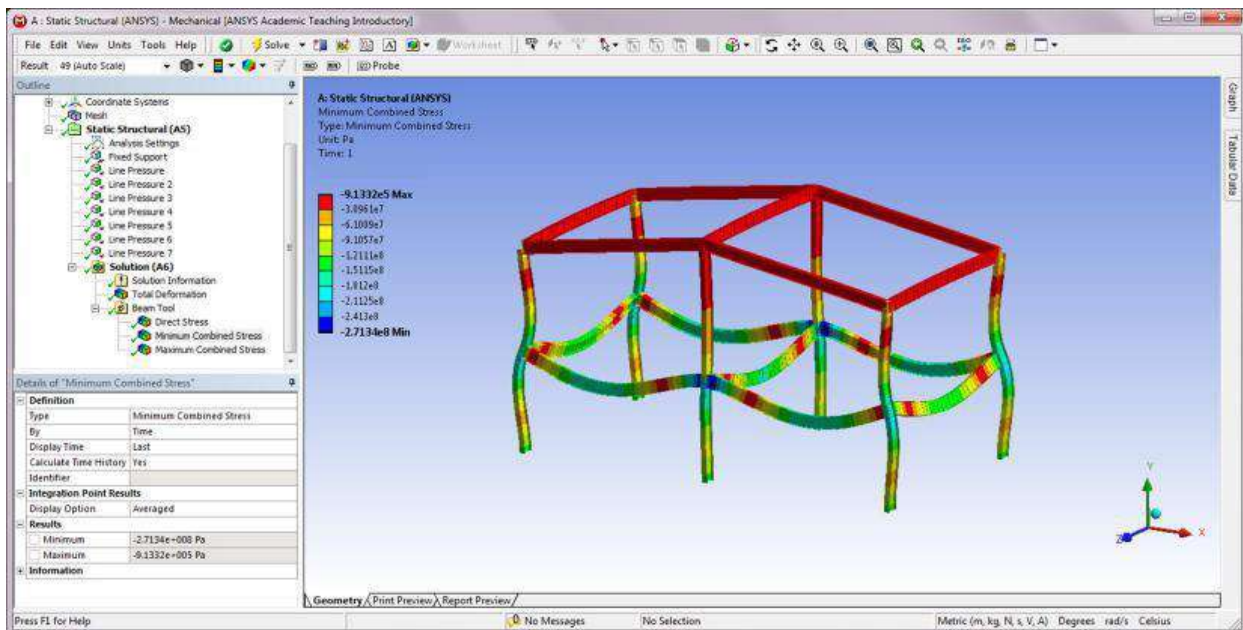 A : Static Structural (ANSYS) - Mechanical [ANSYS Academic Teaching Introductory]
File Edit View Units Tools Help Solve Worksheet
Result 49 (Auto Scale) Probe
Outline
Coordinate Systems
Mesh
Static Structural (A5)
Analysis Settings
Fixed Support
Line Pressure
Line Pressure 2
Line Pressure 3
Line Pressure 4
Line Pressure 5
Line Pressure 6
Line Pressure 7
Solution (A6)
Solution Information
Total Deformation
Beam Tool
Direct Stress
Minimum Combined Stress
Maximum Combined Stress
Details of "Minimum Combined Stress"
Definition
Type Minimum Combined Stress
By Time
Display Time Last
Calculate Time History Yes
Identifier
Integration Point Results
Display Option Averaged
Results
Minimum -2.7134e+008 Pa
Maximum -9.1332e+005 Pa
Information
A: Static Structural (ANSYS)
Minimum Combined Stress
Type: Minimum Combined Stress
Unit: Pa
Time: 1
-9.1332e5 Max
-3.0961e7
-6.1009e7
-9.1057e7
-1.2111e8
-1.5115e8
-1.812e8
-2.1125e8
-2.413e8
-2.7134e8 Min
Y
X
Z
Graph
Tabular Data
Geometry Print Preview Report Preview
Press F1 for Help No Messages No Selection Metric (m, kg, N, s, V, A) Degrees rad/s Celsius